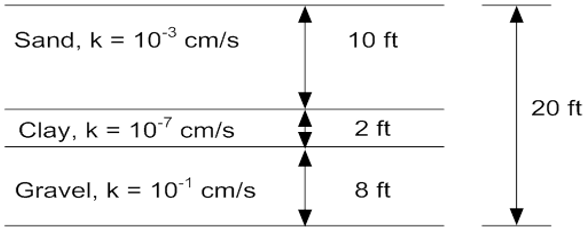 Sand, k = 10⁻³ cm/s 10 ft
20 ft
Clay, k = 10⁻⁷ cm/s 2 ft
Gravel, k = 10⁻¹ cm/s 8 ft